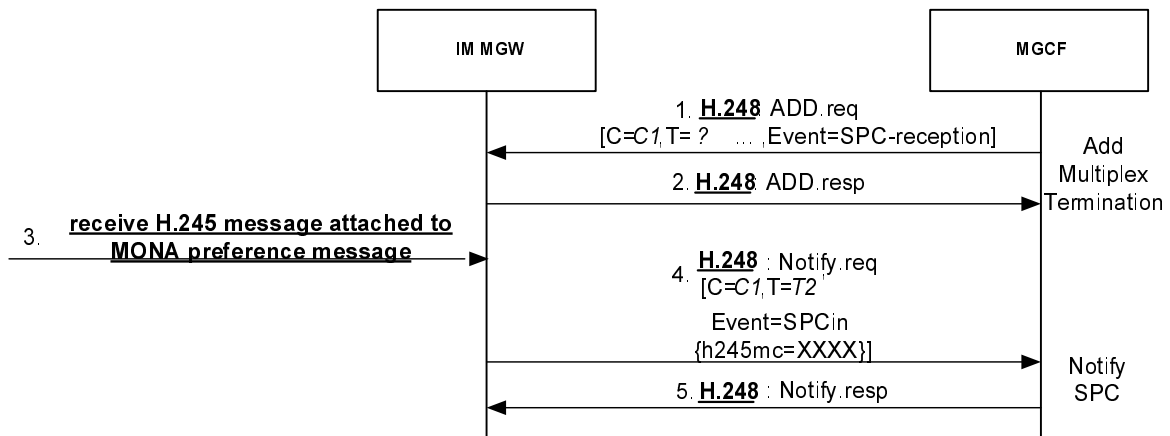 IM MGW
MGCF
1. H.248: ADD.req
[C=C1,T= ? ... ,Event=SPC-reception]
Add
Multiplex
Termination
2. H.248: ADD.resp
3. receive H.245 message attached to
MONA preference message
4. H.248 : Notify.req
[C=C1,T=T2 ,
Event=SPCin
{h245mc=XXXX}]
Notify
SPC
5. H.248 : Notify.resp